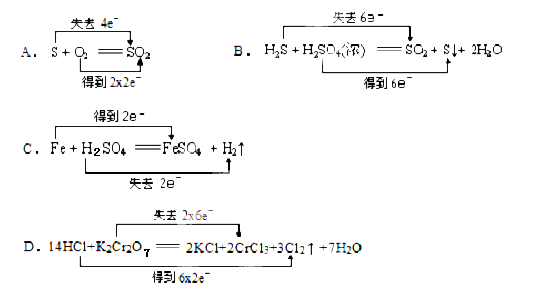 失去 4e⁻
A. S + O₂ ══ SO₂
得到 2x2e⁻
失去 6e⁻
B. H₂S + H₂SO₄(浓) ══ SO₂ + S↓ + 2H₂O
得到 6e⁻
得到 2e⁻
C. Fe + H₂SO₄ ══ FeSO₄ + H₂↑
失去 2e⁻
失去 2x6e⁻
D. 14HCl+K₂Cr₂O₇ ══ 2KCl+2CrCl₃+3Cl₂↑ +7H₂O
得到 6x2e⁻